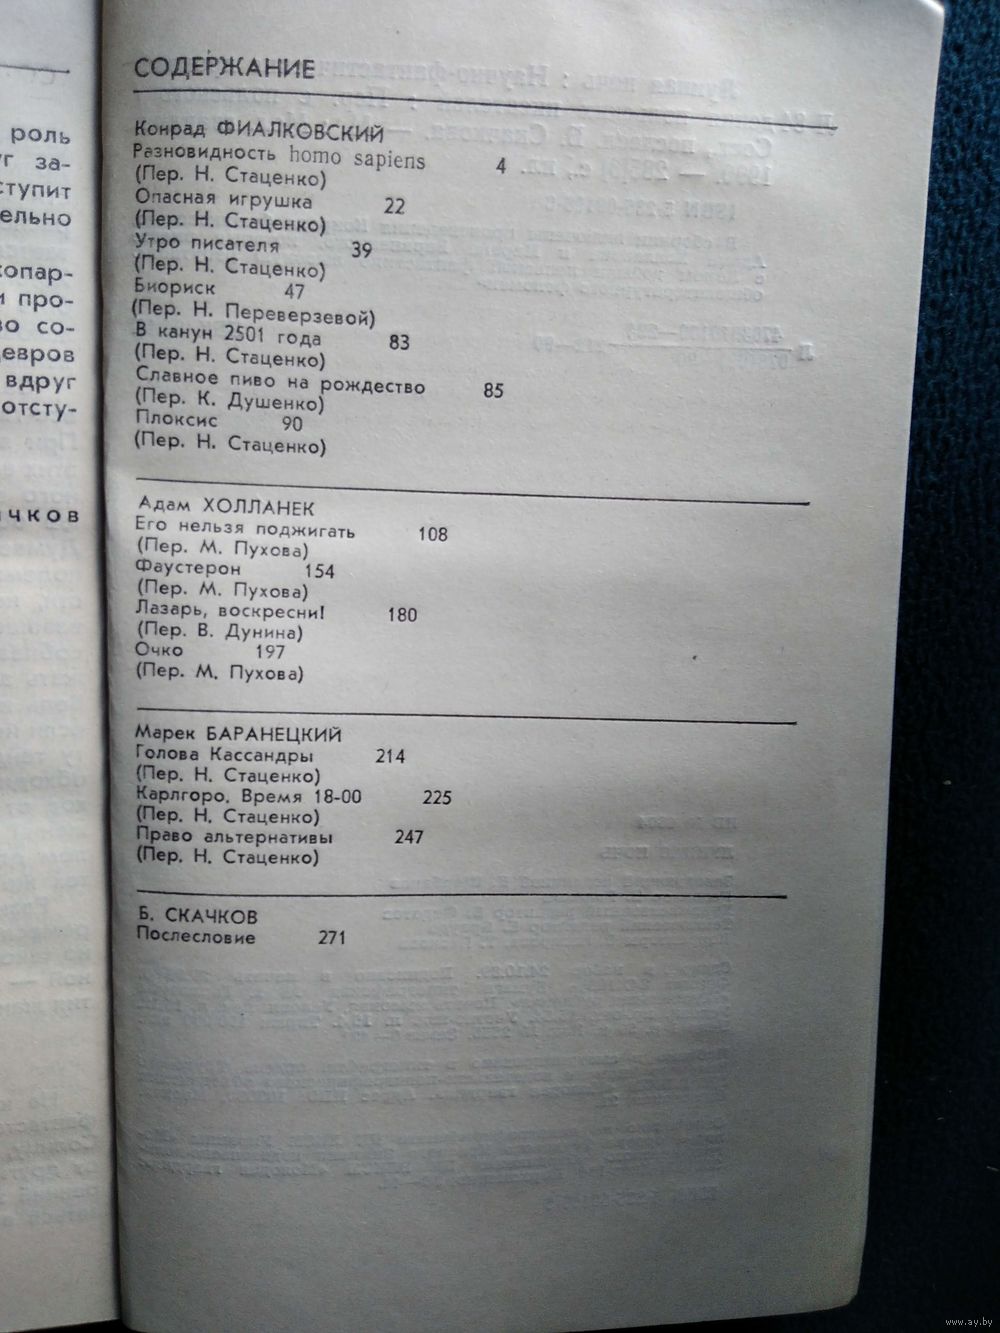 роль
г за-
ступит
ельно
копар-
и про-
во со-
девров
вдруг
отсту-
чков
СОДЕРЖАНИЕ
Конрад ФИАЛКОВСКИЙ
Разновидность homo sapiens 4
(Пер. Н. Стаценко)
Опасная игрушка 22
(Пер. Н. Стаценко)
Утро писателя 39
(Пер. Н. Стаценко)
Биориск 47
(Пер. Н. Переверзевой)
В канун 2501 года 83
(Пер. Н. Стаценко)
Славное пиво на рождество 85
(Пер. К. Душенко)
Плоксис 90
(Пер. Н. Стаценко)
Адам ХОЛЛАНЕК
Его нельзя поджигать 108
(Пер. М. Пухова)
Фаустерон 154
(Пер. М. Пухова)
Лазарь, воскресни! 180
(Пер. В. Дунина)
Очко 197
(Пер. М. Пухова)
Марек БАРАНЕЦКИЙ
Голова Кассандры 214
(Пер. Н. Стаценко)
Карлгоро, Время 18-00 225
(Пер. Н. Стаценко)
Право альтернативы 247
(Пер. Н. Стаценко)
Б. СКАЧКОВ
Послесловие 271
www.ay.by